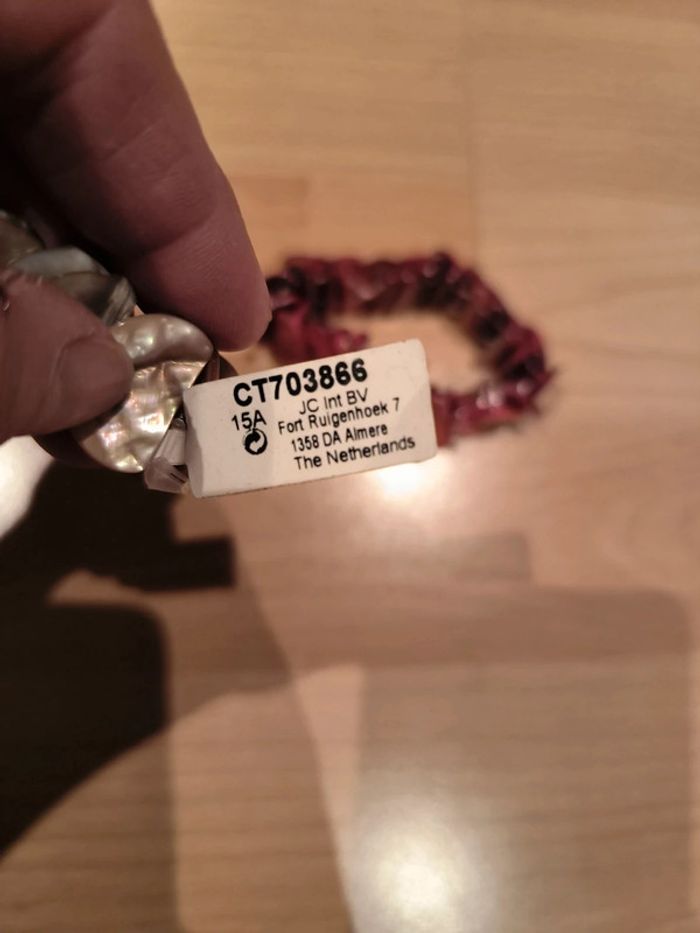 CT703866
15A
JC Int BV
Fort Ruigenhoek 7
1358 DA Almere
The Netherlands